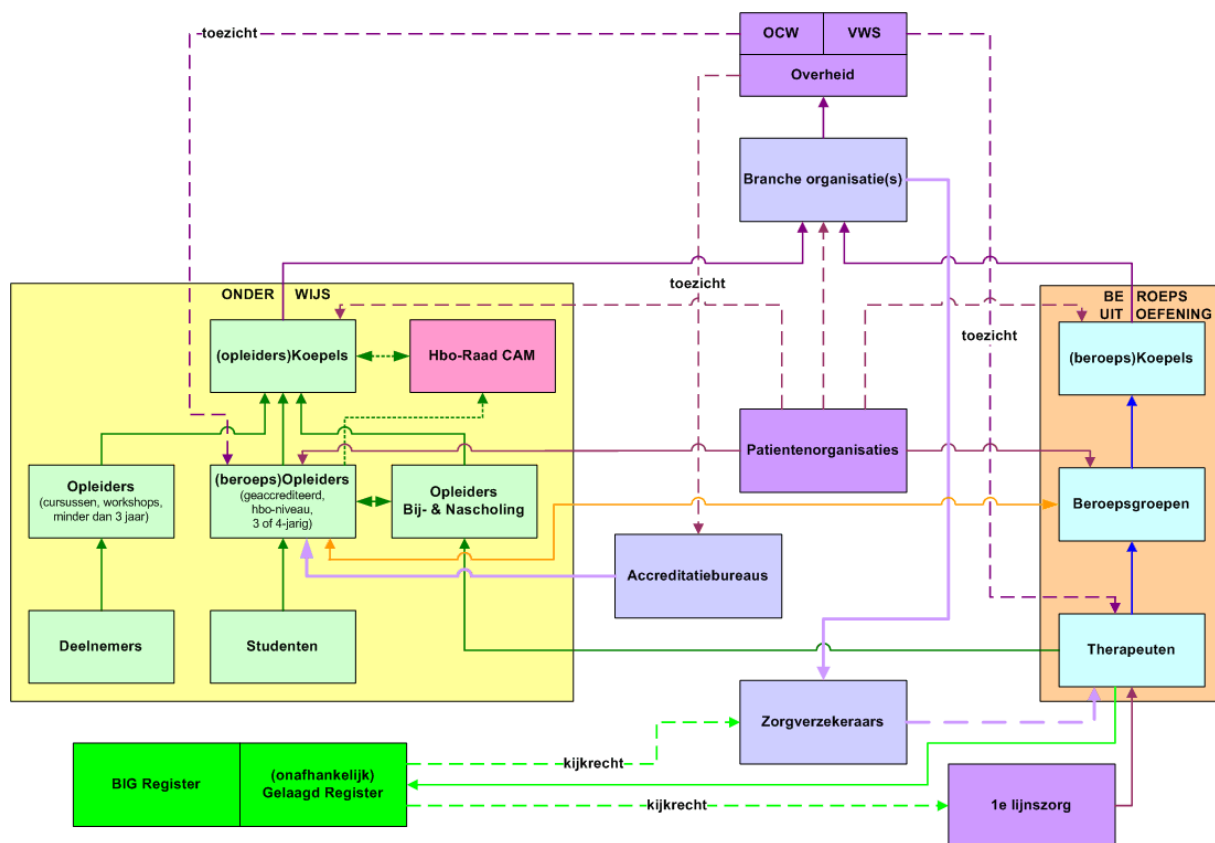 OCW
VWS
toezicht
Overheid
Branche organisatie(s)
toezicht
ONDER WIJS
BE ROEPS
UIT OEFENING
toezicht
(opleiders)Koepels
Hbo-Raad CAM
(beroeps)Koepels
Patientenorganisaties
Opleiders
(cursussen, workshops,
minder dan 3 jaar)
(beroeps)Opleiders
(geaccrediteerd,
hbo-niveau,
3 of 4-jarig)
Opleiders
Bij- & Nascholing
Beroepsgroepen
Accreditatiebureaus
Deelnemers
Studenten
Therapeuten
Zorgverzekeraars
kijkrecht
BIG Register
(onafhankelijk)
Gelaagd Register
kijkrecht
1e lijnszorg